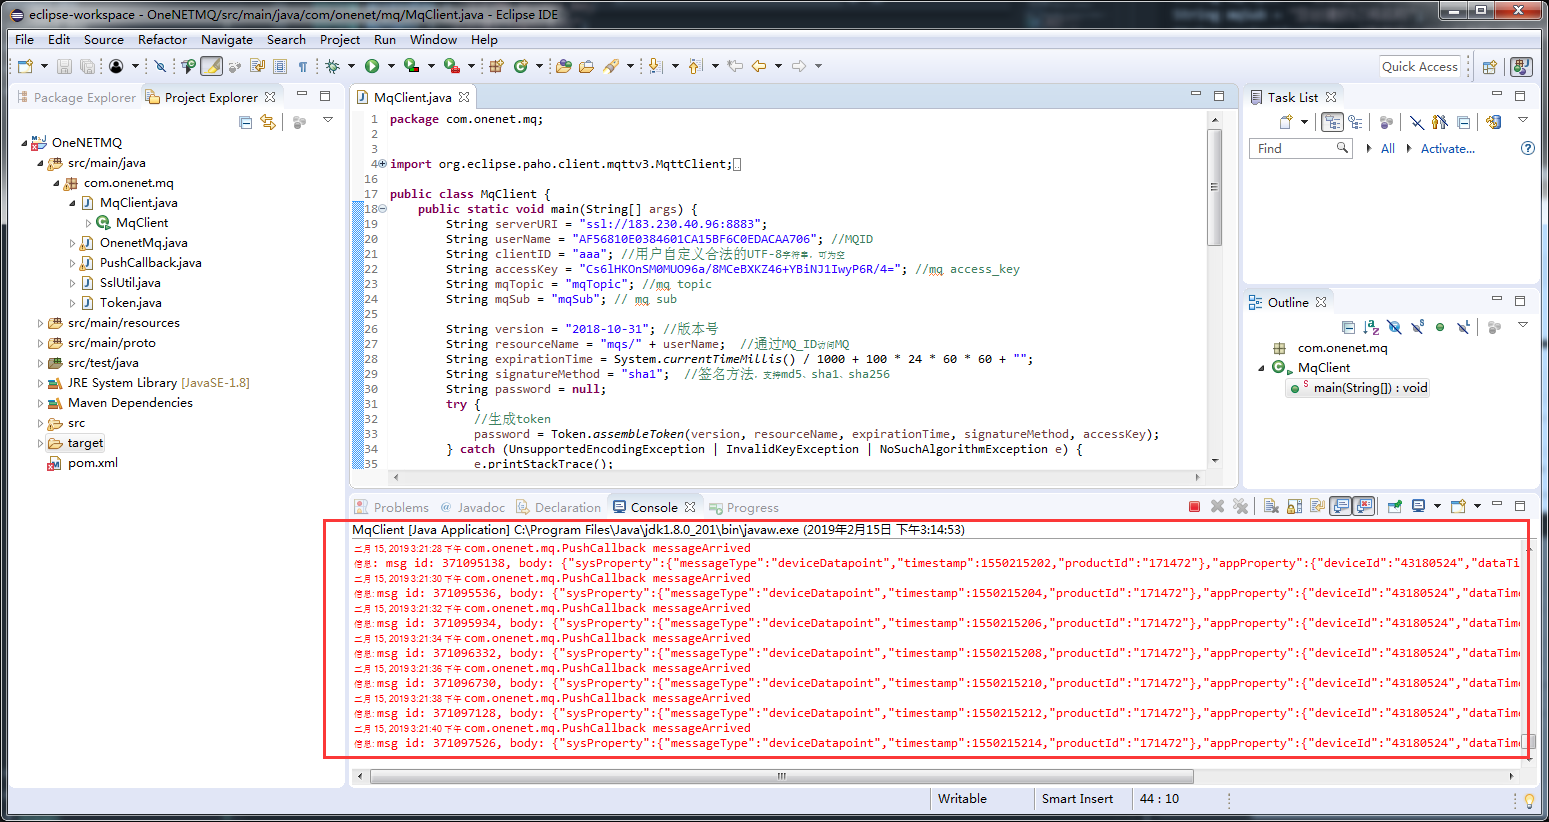 eclipse-workspace - OneNETMQ/src/main/java/com/onenet/mq/MqClient.java - Eclipse IDE
File Edit Source Refactor Navigate Search Project Run Window Help
Quick Access
Package Explorer Project Explorer
OneNETMQ
src/main/java
com.onenet.mq
MqClient.java
MqClient
OnenetMq.java
PushCallback.java
SslUtil.java
Token.java
src/main/resources
src/main/proto
src/test/java
JRE System Library [JavaSE-1.8]
Maven Dependencies
src
target
pom.xml
MqClient.java
1 package com.onenet.mq;
2
3
4 import org.eclipse.paho.client.mqttv3.MqttClient;
16
17 public class MqClient {
18 public static void main(String[] args) {
19 String serverURI = "ssl://183.230.40.96:8883";
20 String userName = "AF56810E0384601CA15BF6C0EDACAA706"; //MQID
21 String clientID = "aaa"; //用户自定义合法的UTF-8字符串，可为空
22 String accessKey = "Cs6lHKOnSM0MUO96a/8MCeBXKZ46+YBiNJ1IwyP6R/4="; //mq access_key
23 String mqTopic = "mqTopic"; //mq topic
24 String mqSub = "mqSub"; // mq sub
25
26 String version = "2018-10-31"; //版本号
27 String resourceName = "mqs/" + userName; //通过MQ_ID访问MQ
28 String expirationTime = System.currentTimeMillis() / 1000 + 100 * 24 * 60 * 60 + "";
29 String signatureMethod = "sha1"; //签名方法，支持md5、sha1、sha256
30 String password = null;
31 try {
32 //生成token
33 password = Token.assembleToken(version, resourceName, expirationTime, signatureMethod, accessKey);
34 } catch (UnsupportedEncodingException | InvalidKeyException | NoSuchAlgorithmException e) {
35 e.printStackTrace();
Task List
Find All Activate...
Outline
com.onenet.mq
MqClient
main(String[]) : void
Problems Javadoc Declaration Console Progress
MqClient [Java Application] C:\Program Files\Java\jdk1.8.0_201\bin\javaw.exe (2019年2月15日 下午3:14:53)
二月 15, 2019 3:21:28 下午 com.onenet.mq.PushCallback messageArrived
信息: msg id: 371095138, body: {"sysProperty":{"messageType":"deviceDatapoint","timestamp":1550215202,"productId":"171472"},"appProperty":{"deviceId":"43180524","dataTi
二月 15, 2019 3:21:30 下午 com.onenet.mq.PushCallback messageArrived
信息: msg id: 371095536, body: {"sysProperty":{"messageType":"deviceDatapoint","timestamp":1550215204,"productId":"171472"},"appProperty":{"deviceId":"43180524","dataTime
二月 15, 2019 3:21:32 下午 com.onenet.mq.PushCallback messageArrived
信息: msg id: 371095934, body: {"sysProperty":{"messageType":"deviceDatapoint","timestamp":1550215206,"productId":"171472"},"appProperty":{"deviceId":"43180524","dataTime
二月 15, 2019 3:21:34 下午 com.onenet.mq.PushCallback messageArrived
信息: msg id: 371096332, body: {"sysProperty":{"messageType":"deviceDatapoint","timestamp":1550215208,"productId":"171472"},"appProperty":{"deviceId":"43180524","dataTime
二月 15, 2019 3:21:36 下午 com.onenet.mq.PushCallback messageArrived
信息: msg id: 371096730, body: {"sysProperty":{"messageType":"deviceDatapoint","timestamp":1550215210,"productId":"171472"},"appProperty":{"deviceId":"43180524","dataTime
二月 15, 2019 3:21:38 下午 com.onenet.mq.PushCallback messageArrived
信息: msg id: 371097128, body: {"sysProperty":{"messageType":"deviceDatapoint","timestamp":1550215212,"productId":"171472"},"appProperty":{"deviceId":"43180524","dataTime
二月 15, 2019 3:21:40 下午 com.onenet.mq.PushCallback messageArrived
信息: msg id: 371097526, body: {"sysProperty":{"messageType":"deviceDatapoint","timestamp":1550215214,"productId":"171472"},"appProperty":{"deviceId":"43180524","dataTime
Writable Smart Insert 44 : 10